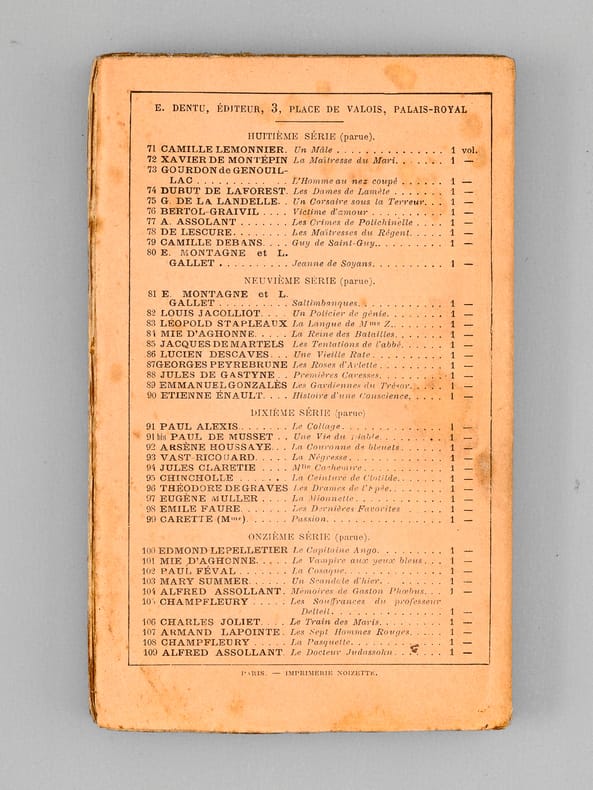 E. DENTU, ÉDITEUR, 3, PLACE DE VALOIS, PALAIS-ROYAL
HUITIÈME SÉRIE (parue).
71 CAMILLE LEMONNIER. Un Mâle . . . . . . . . . . . . . 1 vol.
72 XAVIER DE MONTÉPIN La Maîtresse du Mari. . . . . . . 1 —
73 GOURDON de GENOUIL-
LAC . . . . . . . . . . . L'Homme au nez coupé . . . . . . 1 —
74 DUBUT DE LAFOREST. Les Dames de Lamète . . . . . . . 1 —
75 G. DE LA LANDELLE. . Un Corsaire sous la Terreur. . . 1 —
76 BERTOL-GRAIVIL . . . . Victime d'amour . . . . . . . . . 1 —
77 A. ASSOLANT . . . . . . Les Crimes de Polichinelle . . . . 1 —
78 DE LESCURE. . . . . . . Les Maîtresses du Régent. . . . . 1 —
79 CAMILLE DEBANS. . . . Guy de Saint-Guy. . . . . . . . . 1 —
80 E. MONTAGNE et L.
GALLET . . . . . . . . . Jeanne de Soyans. . . . . . . . . 1 —
NEUVIÈME SÉRIE (parue).
81 E. MONTAGNE et L.
GALLET . . . . . . . . . Saltimbanques. . . . . . . . . . . 1 —
82 LOUIS JACOLLIOT. . . . Un Policier de génie. . . . . . . . 1 —
83 LEOPOLD STAPLEAUX La Langue de Mme Z. . . . . . . . 1 —
84 MIE D'AGHONNE. . . . . La Reine des Batailles. . . . . . . 1 —
85 JACQUES DE MARTELS Les Tentations de l'abbé. . . . . . 1 —
86 LUCIEN DESCAVES. . . Une Vieille Rate . . . . . . . . . . 1 —
87 GEORGES PEYREBRUNE Les Roses d'Arlette . . . . . . . . 1 —
88 JULES DE GASTYNE . . Premières Caresses. . . . . . . . . 1 —
89 EMMANUEL GONZALÈS Les Gardiennes du Trésor. . . . . 1 —
90 ETIENNE ÉNAULT. . . . Histoire d'une Conscience. . . . . 1 —
DIXIÈME SÉRIE (parue)
91 PAUL ALEXIS. . . . . . . Le Collage. . . . . . . . . . . . . 1 —
91 bis PAUL DE MUSSET . . Une Vie du Diable. . . . . . . . . 1 —
92 ARSÈNE HOUSSAYE. . . La Couronne de bleuets. . . . . . 1 —
93 VAST-RICOUARD . . . . La Négresse. . . . . . . . . . . . 1 —
94 JULES CLARETIE . . . . Mlle Cachemire. . . . . . . . . . . 1 —
95 CHINCHOLLE . . . . . . La Ceinture de Clotilde. . . . . . . 1 —
96 THÉODORE DE GRAVES Les Drames de l'Épée. . . . . . . 1 —
97 EUGÈNE MULLER . . . . La Mionnette . . . . . . . . . . . . 1 —
98 EMILE FAURE. . . . . . . Les Dernières Favorites . . . . . 1 —
99 CARETTE (Mme). . . . . . Passion. . . . . . . . . . . . . . . 1 —
ONZIÈME SÉRIE (parue).
100 EDMOND LEPELLETIER Le Capitaine Ango. . . . . . . . . 1 —
101 MIE D'AGHONNE. . . . . Le Vampire aux yeux bleus. . . . 1 —
102 PAUL FÉVAL . . . . . . . La Cosaque. . . . . . . . . . . . . 1 —
103 MARY SUMMER. . . . . . Un Scandale d'hier. . . . . . . . . 1 —
104 ALFRED ASSOLLANT. Mémoires de Gaston Phœbus. . . 1 —
105 CHAMPFLEURY . . . . . Les Souffrances du professeur
Delteil. . . . . . . . . . . . . 1 —
106 CHARLES JOLIET. . . . Le Train des Maris. . . . . . . . . 1 —
107 ARMAND LAPOINTE. Les Sept Hommes Rouges. . . . . 1 —
108 CHAMPFLEURY . . . . . La Pasquette. . . . . . . . . . . . 1 —
109 ALFRED ASSOLLANT. Le Docteur Judassohn . . . . . . . 1 —
PARIS. — IMPRIMERIE NOIZETTE.